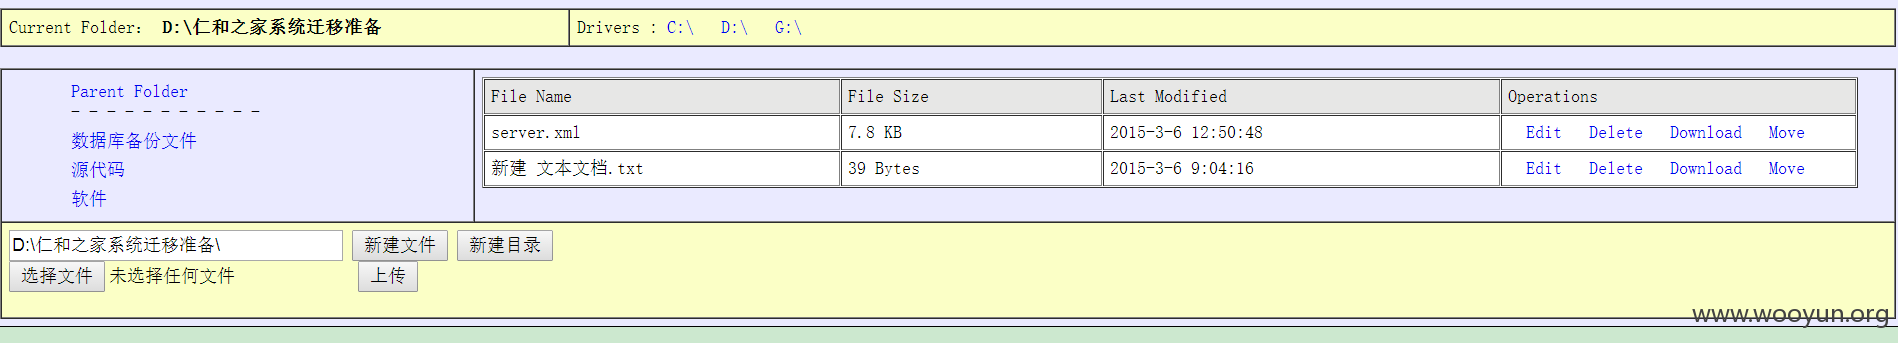 Current Folder: D:\仁和之家系统迁移准备 Drivers : C:\ D:\ G:\
Parent Folder
- - - - - - - - - - -
数据库备份文件
源代码
软件
File Name File Size Last Modified Operations
server.xml 7.8 KB 2015-3-6 12:50:48 Edit Delete Download Move
新建 文本文档.txt 39 Bytes 2015-3-6 9:04:16 Edit Delete Download Move
D:\仁和之家系统迁移准备\ 新建文件 新建目录
选择文件 未选择任何文件 上传
www.wooyun.org